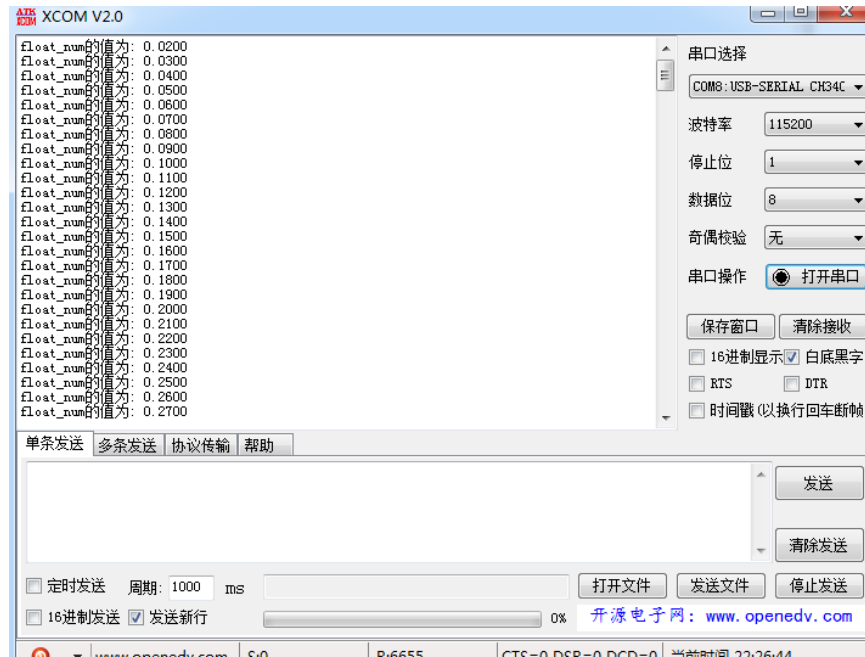 ATK XCOM XCOM V2.0
float_num的值为: 0.0200
float_num的值为: 0.0300
float_num的值为: 0.0400
float_num的值为: 0.0500
float_num的值为: 0.0600
float_num的值为: 0.0700
float_num的值为: 0.0800
float_num的值为: 0.0900
float_num的值为: 0.1000
float_num的值为: 0.1100
float_num的值为: 0.1200
float_num的值为: 0.1300
float_num的值为: 0.1400
float_num的值为: 0.1500
float_num的值为: 0.1600
float_num的值为: 0.1700
float_num的值为: 0.1800
float_num的值为: 0.1900
float_num的值为: 0.2000
float_num的值为: 0.2100
float_num的值为: 0.2200
float_num的值为: 0.2300
float_num的值为: 0.2400
float_num的值为: 0.2500
float_num的值为: 0.2600
float_num的值为: 0.2700
串口选择
COM8:USB-SERIAL CH340
波特率 115200
停止位 1
数据位 8
奇偶校验 无
串口操作 打开串口
保存窗口 清除接收
16进制显示 白底黑字
RTS DTR
时间戳(以换行回车断帧
单条发送 多条发送 协议传输 帮助
发送
清除发送
定时发送 周期: 1000 ms 打开文件 发送文件 停止发送
16进制发送 发送新行 0% 开源电子网: www.openedv.com
www.openedv.com S:0 R:6655 CTS=0 DSR=0 DCD=0 当前时间 22:26:44